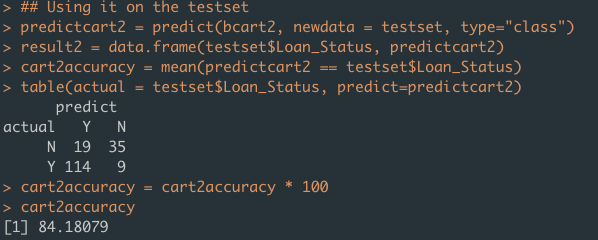 > ## Using it on the testset
> predictcart2 = predict(bcart, newdata = testset, type="class")
> result2 = data.frame(testset$Loan_Status, predictcart2)
> cart2accuracy = mean(predictcart2 == testset$Loan_Status)
> table(actual = testset$Loan_Status, predict=predictcart2)
      predict
actual   Y   N
     N  19  35
     Y 114   9
> cart2accuracy = cart2accuracy * 100
> cart2accuracy
[1] 84.18079